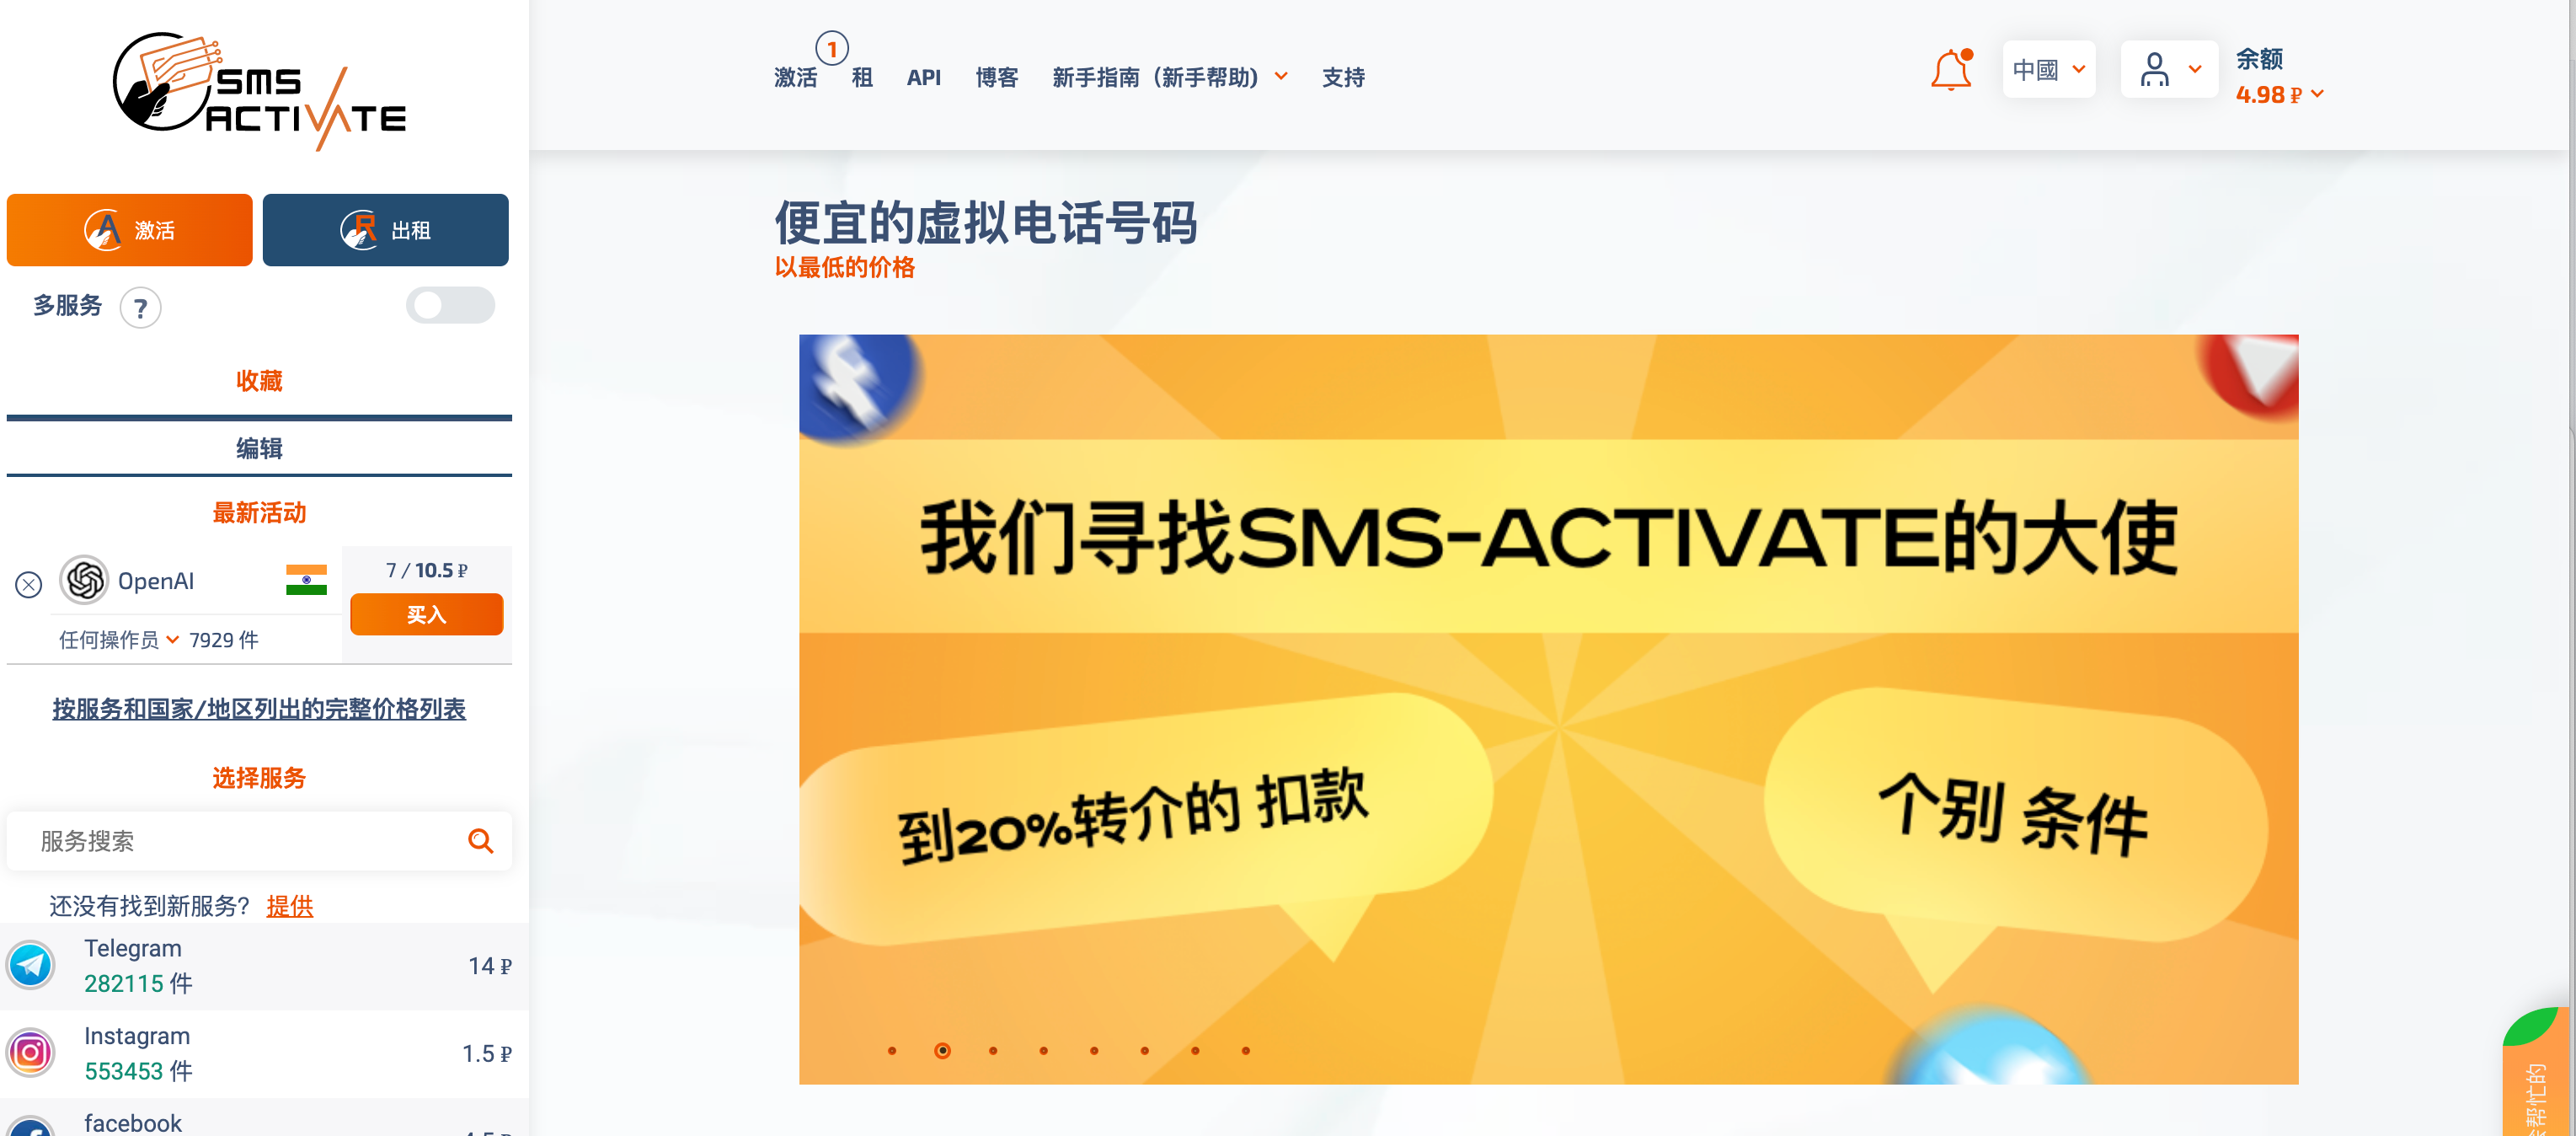 SMS
ACTIVATE
激活
出租
多服务 ?
收藏
编辑
最新活动
OpenAI
7 / 10.5 ₽
买入
任何操作员 7929 件
按服务和国家/地区列出的完整价格列表
选择服务
服务搜索
还没有找到新服务? 提供
Telegram
282115 件
14 ₽
Instagram
553453 件
1.5 ₽
facebook
激活 1 租 API 博客 新手指南（新手帮助) 支持
中國
余额
4.98 ₽
便宜的虚拟电话号码
以最低的价格
我们寻找SMS-ACTIVATE的大使
到20%转介的 扣款
个别 条件
帮忙的